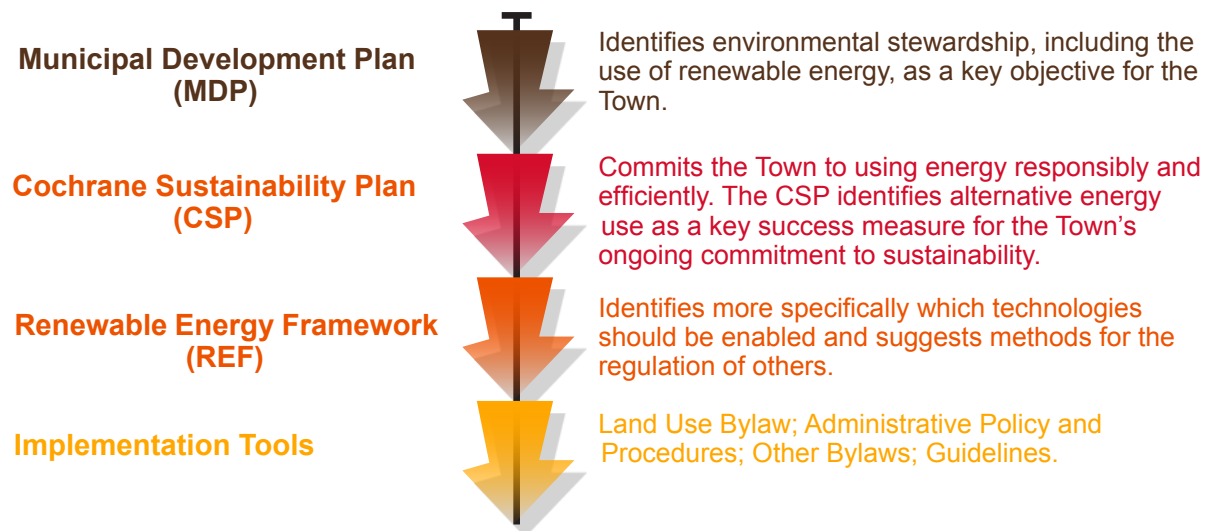 Municipal Development Plan
(MDP)
Identifies environmental stewardship, including the
use of renewable energy, as a key objective for the
Town.
Cochrane Sustainability Plan
(CSP)
Commits the Town to using energy responsibly and
efficiently. The CSP identifies alternative energy
use as a key success measure for the Town’s
ongoing commitment to sustainability.
Renewable Energy Framework
(REF)
Identifies more specifically which technologies
should be enabled and suggests methods for the
regulation of others.
Implementation Tools
Land Use Bylaw; Administrative Policy and
Procedures; Other Bylaws; Guidelines.